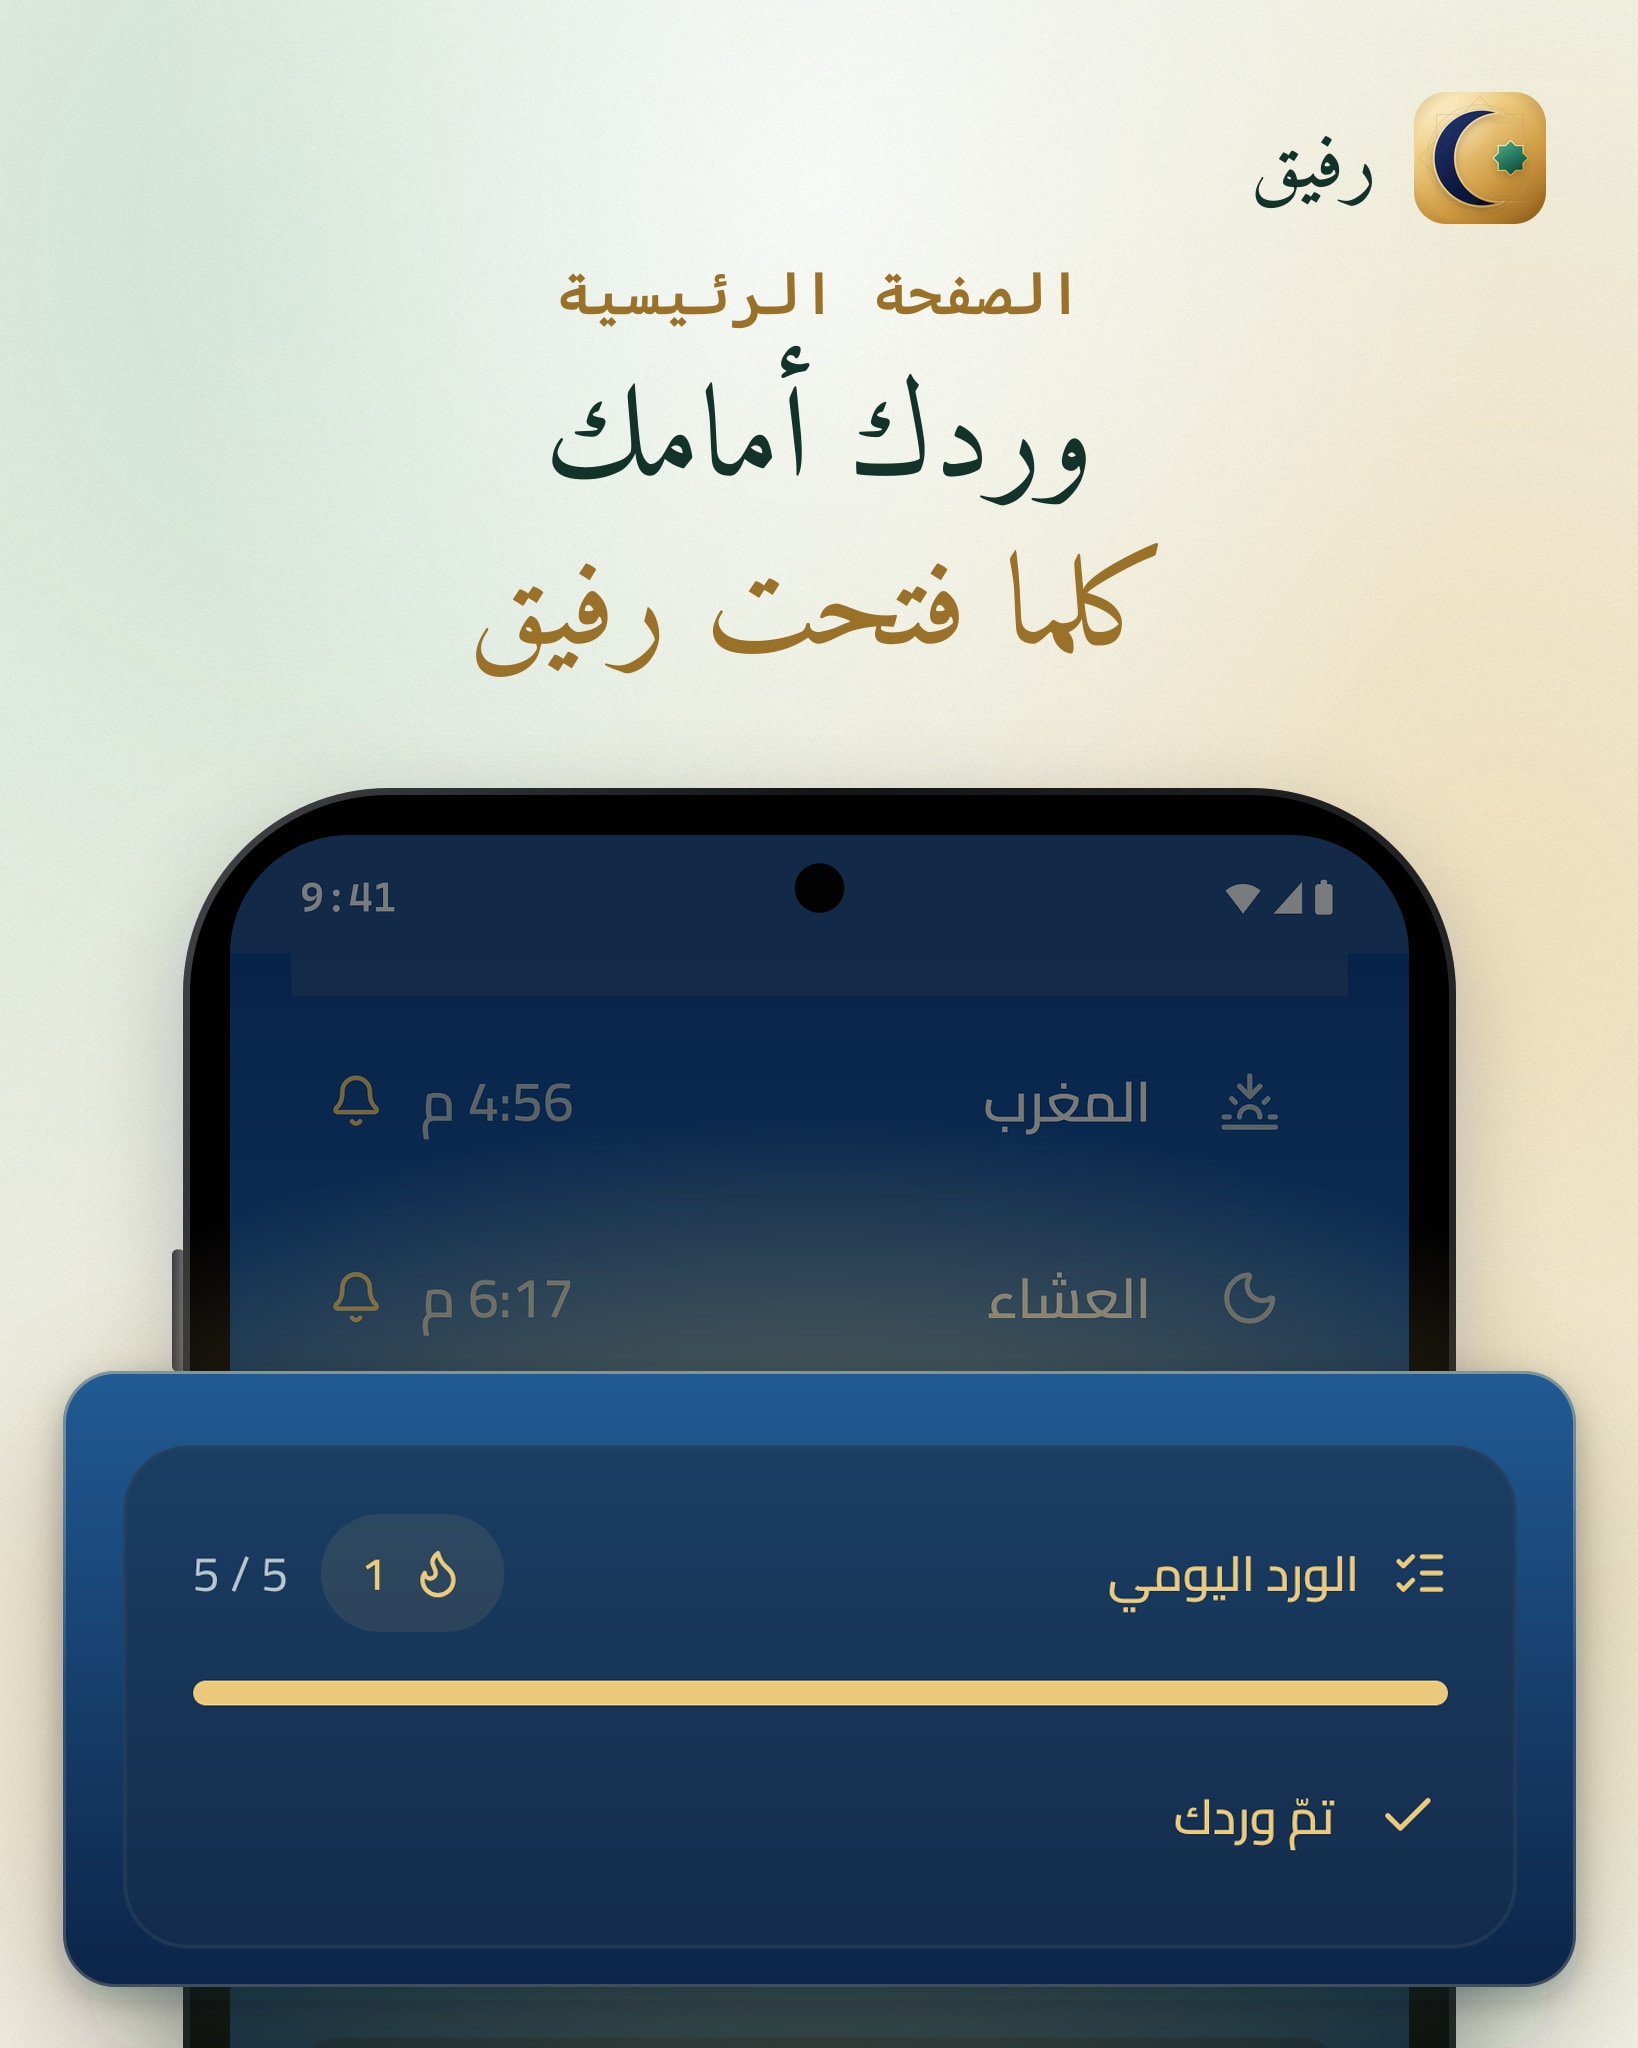 رفيق
الصفحة الرئيسية
وردك أمامك
كلما فتحت رفيق
9:41
المغرب 4:56 م
العشاء 6:17 م
الورد اليومي 1 5 / 5
تمّ وردك